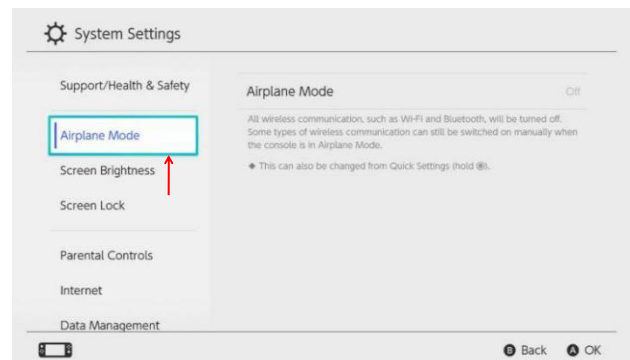 System Settings
Support/Health & Safety
Airplane Mode
Screen Brightness
Screen Lock
Parental Controls
Internet
Data Management
Airplane Mode Off
All wireless communication, such as Wi-Fi and Bluetooth, will be turned off.
Some types of wireless communication can still be switched on manually when
the console is in Airplane Mode.
◆ This can also be changed from Quick Settings (hold).
B Back A OK